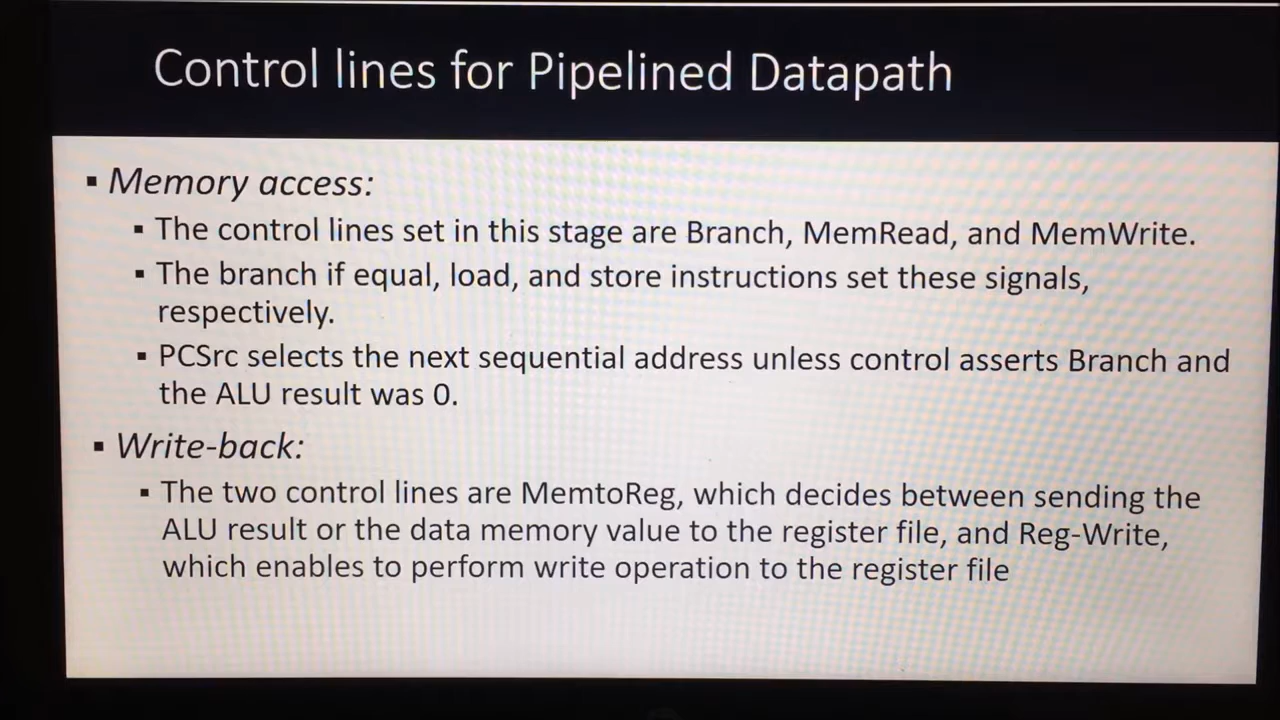 Control lines for Pipelined Datapath
▪ Memory access:
▪ The control lines set in this stage are Branch, MemRead, and MemWrite.
▪ The branch if equal, load, and store instructions set these signals,
respectively.
▪ PCSrc selects the next sequential address unless control asserts Branch and
the ALU result was 0.
▪ Write-back:
▪ The two control lines are MemtoReg, which decides between sending the
ALU result or the data memory value to the register file, and Reg-Write,
which enables to perform write operation to the register file